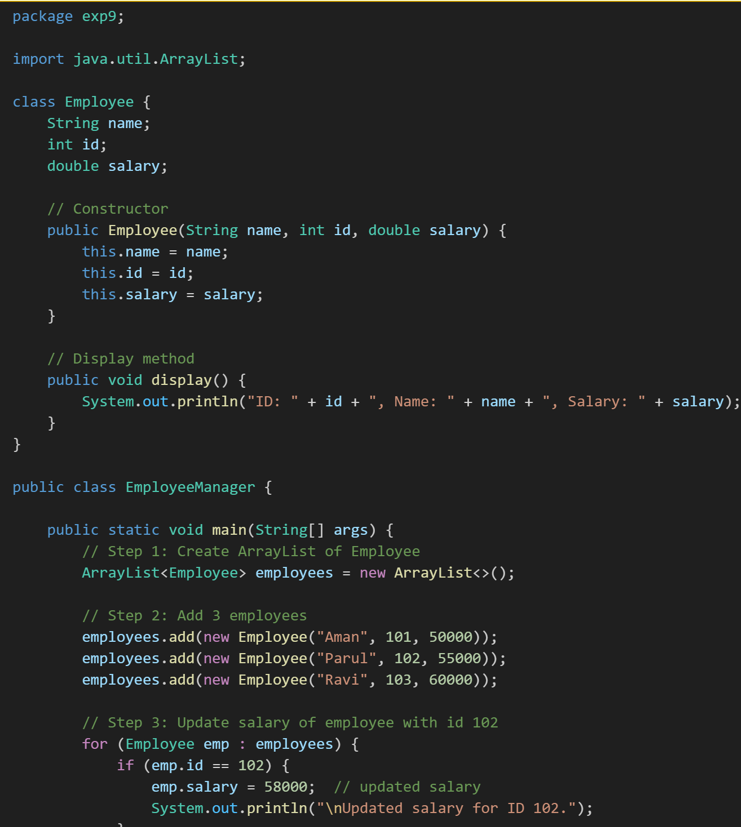 package exp9;
import java.util.ArrayList;
class Employee {
    String name;
    int id;
    double salary;
    // Constructor
    public Employee(String name, int id, double salary) {
        this.name = name;
        this.id = id;
        this.salary = salary;
    }
    // Display method
    public void display() {
        System.out.println("ID: " + id + ", Name: " + name + ", Salary: " + salary);
    }
}
public class EmployeeManager {
    public static void main(String[] args) {
        // Step 1: Create ArrayList of Employee
        ArrayList<Employee> employees = new ArrayList<>();
        // Step 2: Add 3 employees
        employees.add(new Employee("Aman", 101, 50000));
        employees.add(new Employee("Parul", 102, 55000));
        employees.add(new Employee("Ravi", 103, 60000));
        // Step 3: Update salary of employee with id 102
        for (Employee emp : employees) {
            if (emp.id == 102) {
                emp.salary = 58000;  // updated salary
                System.out.println("\nUpdated salary for ID 102.");
            }